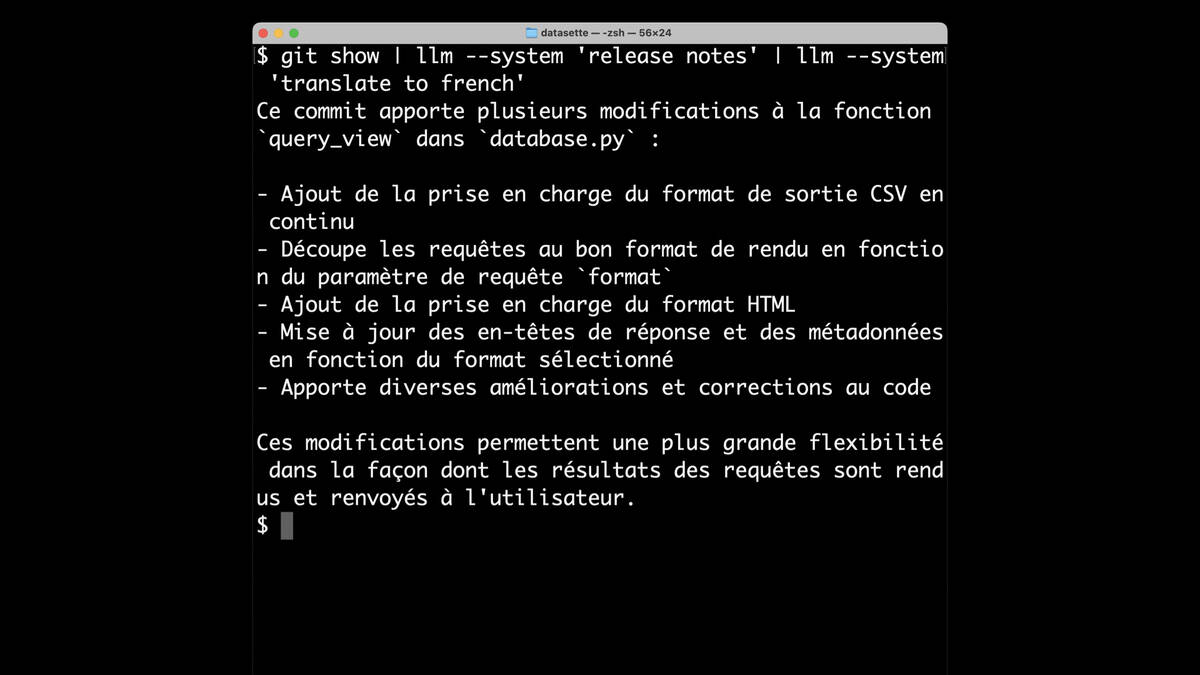 datasette — -zsh — 56×24
$ git show | llm --system 'release notes' | llm --system
'translate to french'
Ce commit apporte plusieurs modifications à la fonction
`query_view` dans `database.py` :
- Ajout de la prise en charge du format de sortie CSV en
continu
- Découpe les requêtes au bon format de rendu en fonctio
n du paramètre de requête `format`
- Ajout de la prise en charge du format HTML
- Mise à jour des en-têtes de réponse et des métadonnées
en fonction du format sélectionné
- Apporte diverses améliorations et corrections au code
Ces modifications permettent une plus grande flexibilité
dans la façon dont les résultats des requêtes sont rend
us et renvoyés à l'utilisateur.
$